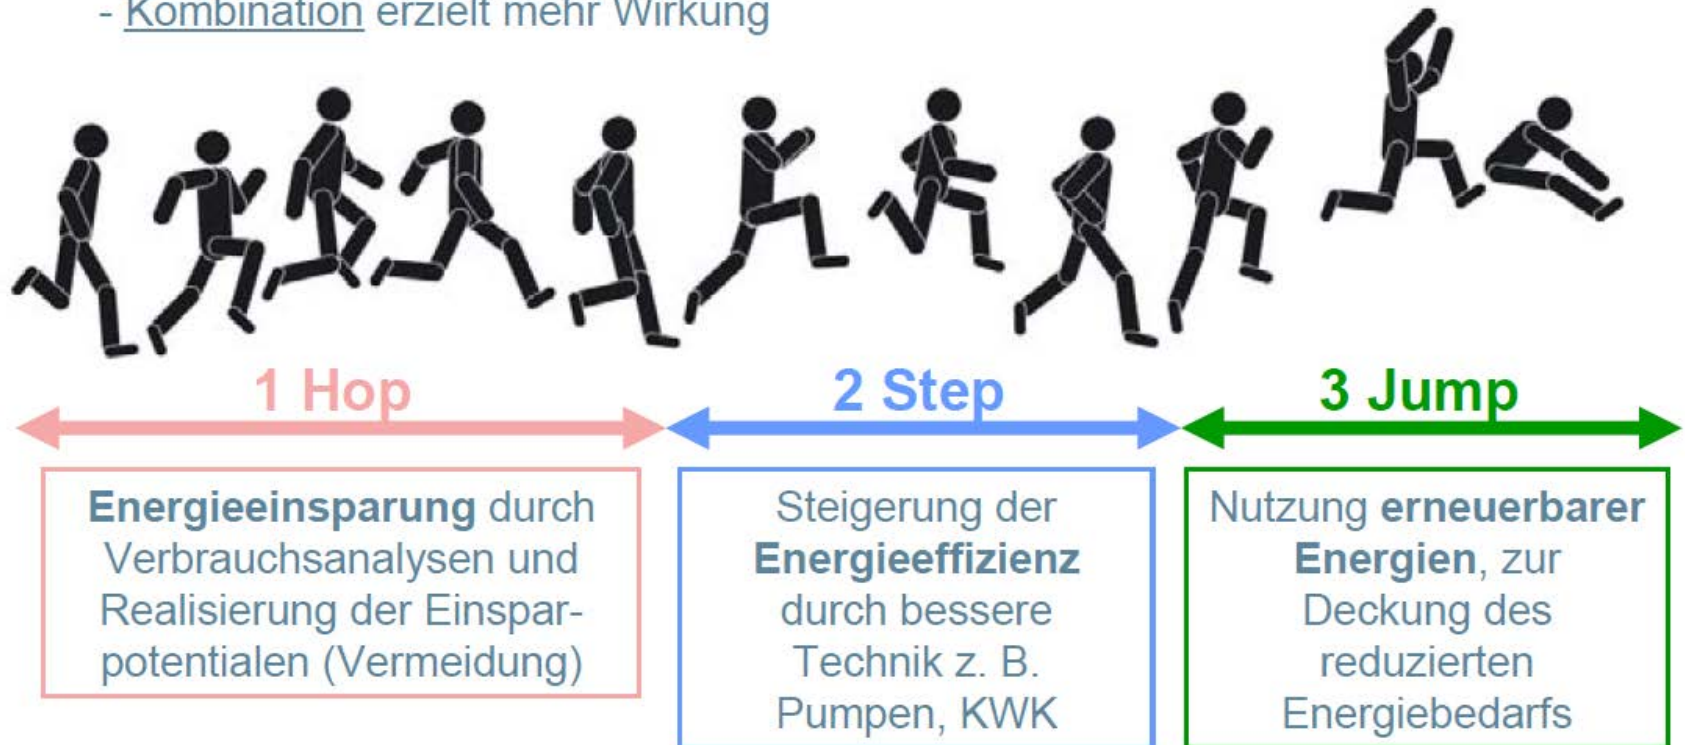 - Kombination erzielt mehr Wirkung
1 Hop
2 Step
3 Jump
Energieeinsparung durch
Verbrauchsanalysen und
Realisierung der Einspar-
potentialen (Vermeidung)
Steigerung der
Energieeffizienz
durch bessere
Technik z. B.
Pumpen, KWK
Nutzung erneuerbarer
Energien, zur
Deckung des
reduzierten
Energiebedarfs